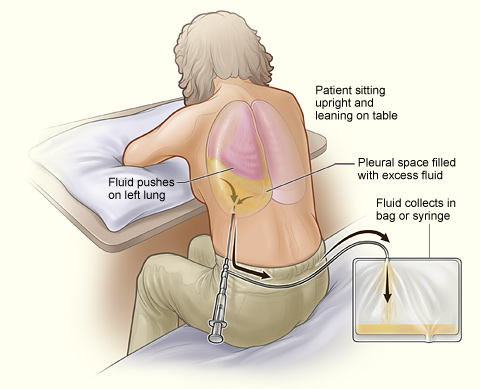 Patient sitting
upright and
leaning on table
Fluid pushes
on left lung
Pleural space filled
with excess fluid
Fluid collects in
bag or syringe